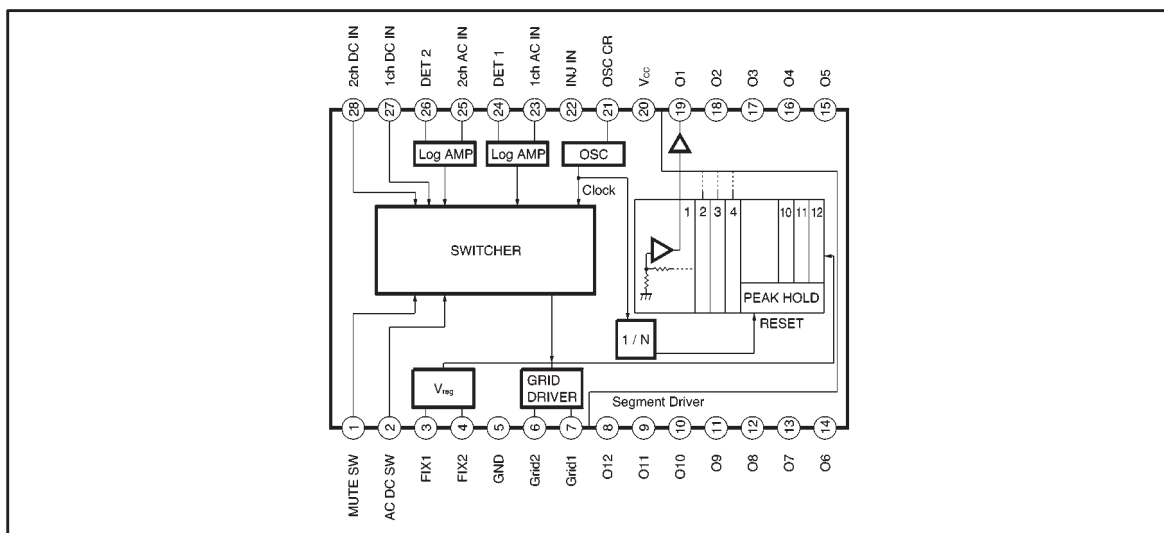 2ch DC IN
1ch DC IN
DET 2
2ch AC IN
DET 1
1ch AC IN
INJ IN
OSC CR
Vcc
O1
O2
O3
O4
O5
28
27
26
25
24
23
22
21
20
19
18
17
16
15
Log AMP
Log AMP
OSC
Clock
SWITCHER
1
2
3
4
10
11
12
PEAK HOLD
RESET
1 / N
Vreg
GRID
DRIVER
Segment Driver
1
2
3
4
5
6
7
8
9
10
11
12
13
14
MUTE SW
AC DC SW
FIX1
FIX2
GND
Grid2
Grid1
O12
O11
O10
O9
O8
O7
O6